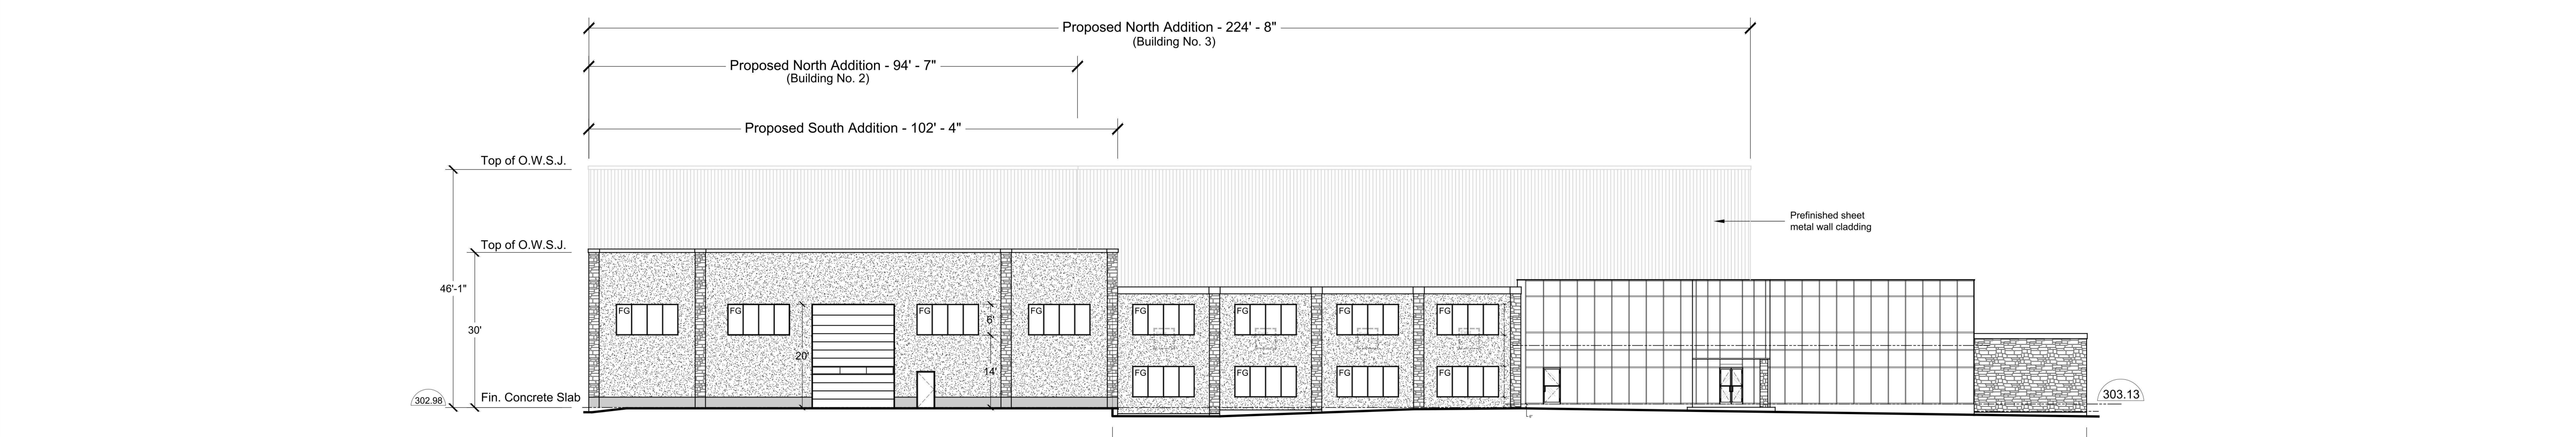 Proposed North Addition - 224' - 8"
(Building No. 3)
Proposed North Addition - 94' - 7"
(Building No. 2)
Proposed South Addition - 102' - 4"
Top of O.W.S.J.
Prefinished sheet
metal wall cladding
Top of O.W.S.J.
46'-1"
30'
FG
FG
FG
FG
FG
FG
FG
FG
6'
20'
14'
FG
FG
FG
FG
Fin. Concrete Slab
302.98
303.13